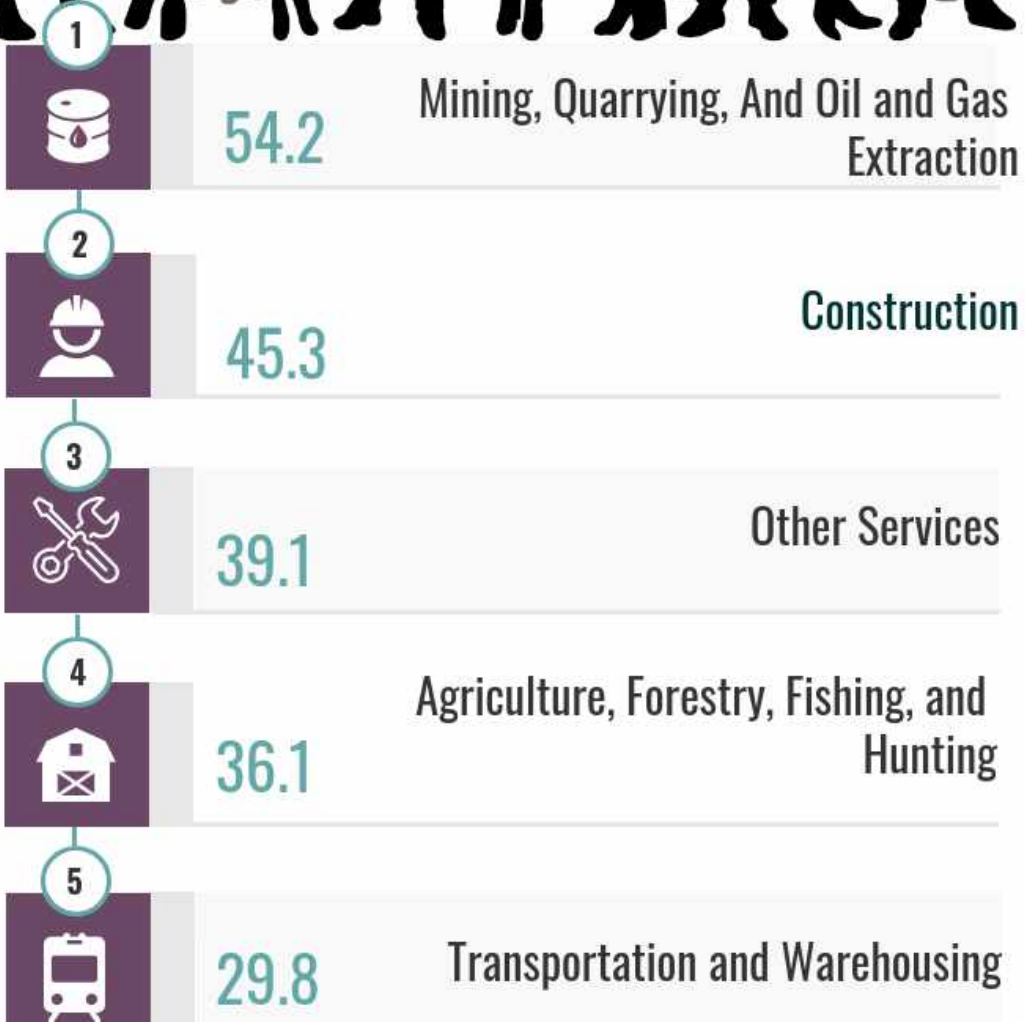 1
54.2
Mining, Quarrying, And Oil and Gas
Extraction
2
45.3
Construction
3
39.1
Other Services
4
36.1
Agriculture, Forestry, Fishing, and
Hunting
5
29.8
Transportation and Warehousing